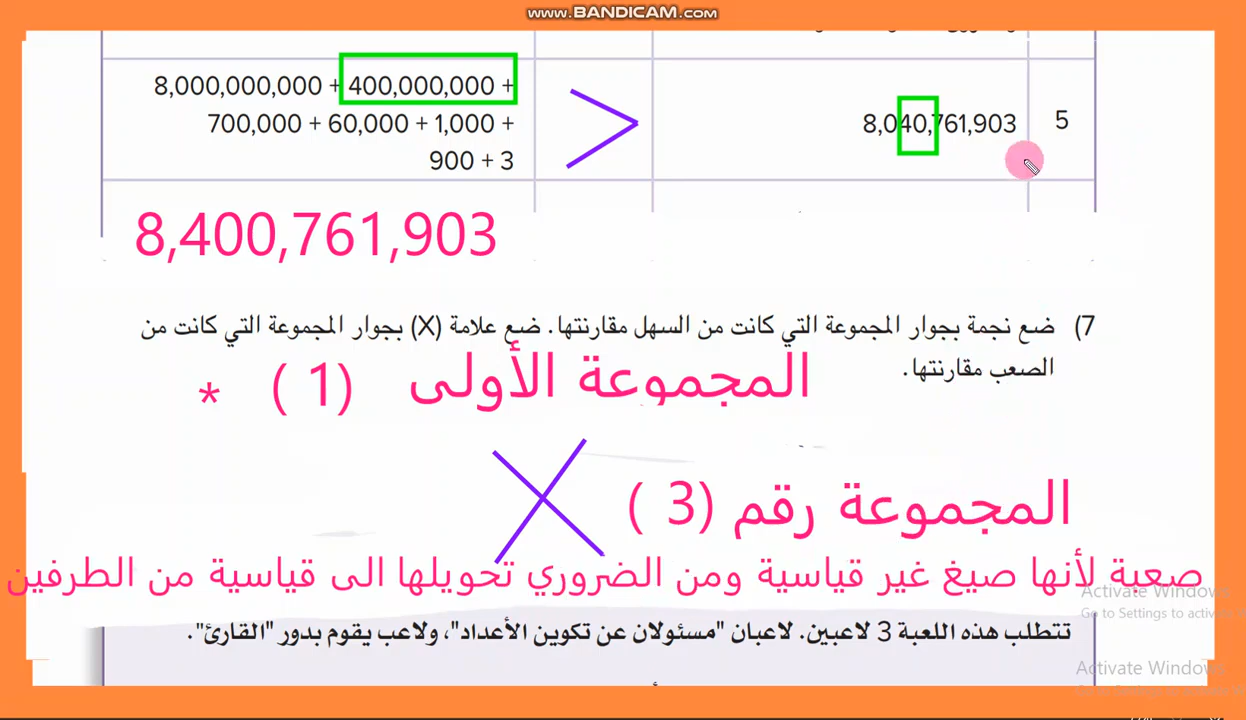 www.BANDICAM.com
8,000,000,000 + 400,000,000 +
700,000 + 60,000 + 1,000 +
900 + 3
>
8,040,761,903
5
8,400,761,903
7) ضع نجمة بجوار المجموعة التي كانت من السهل مقارنتها. ضع علامة (X) بجوار المجموعة التي كانت من
الصعب مقارنتها.
المجموعة الأولى (1 ) *
المجموعة رقم (3 ) X
صعبة لأنها صيغ غير قياسية ومن الضروري تحويلها الى قياسية من الطرفين
Activate Windows
Go to Settings to activate
تتطلب هذه اللعبة 3 لاعبين. لاعبان "مسئولان عن تكوين الأعداد"، ولاعب يقوم بدور "القارئ".
Activate Windows